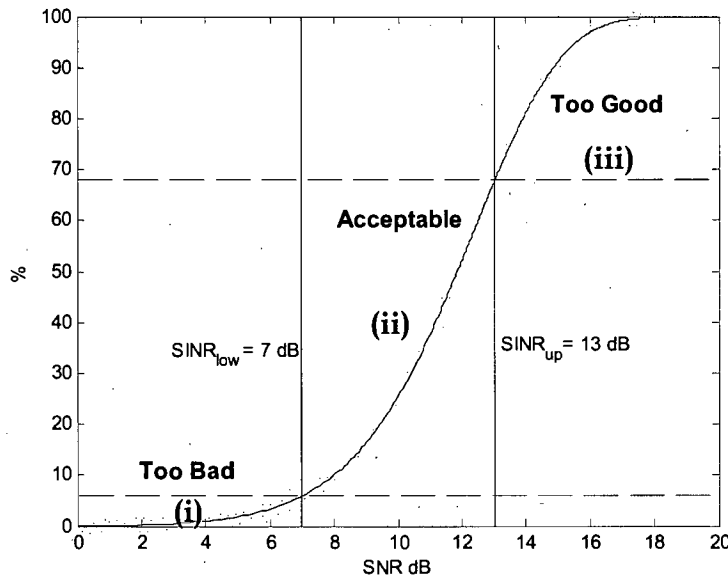 100
90
80
70
60
50
40
30
20
10
0
%
Too Good
(iii)
Acceptable
(ii)
SINRlow = 7 dB
SINRup = 13 dB
Too Bad
(i)
0 2 4 6 8 10 12 14 16 18 20
SNR dB